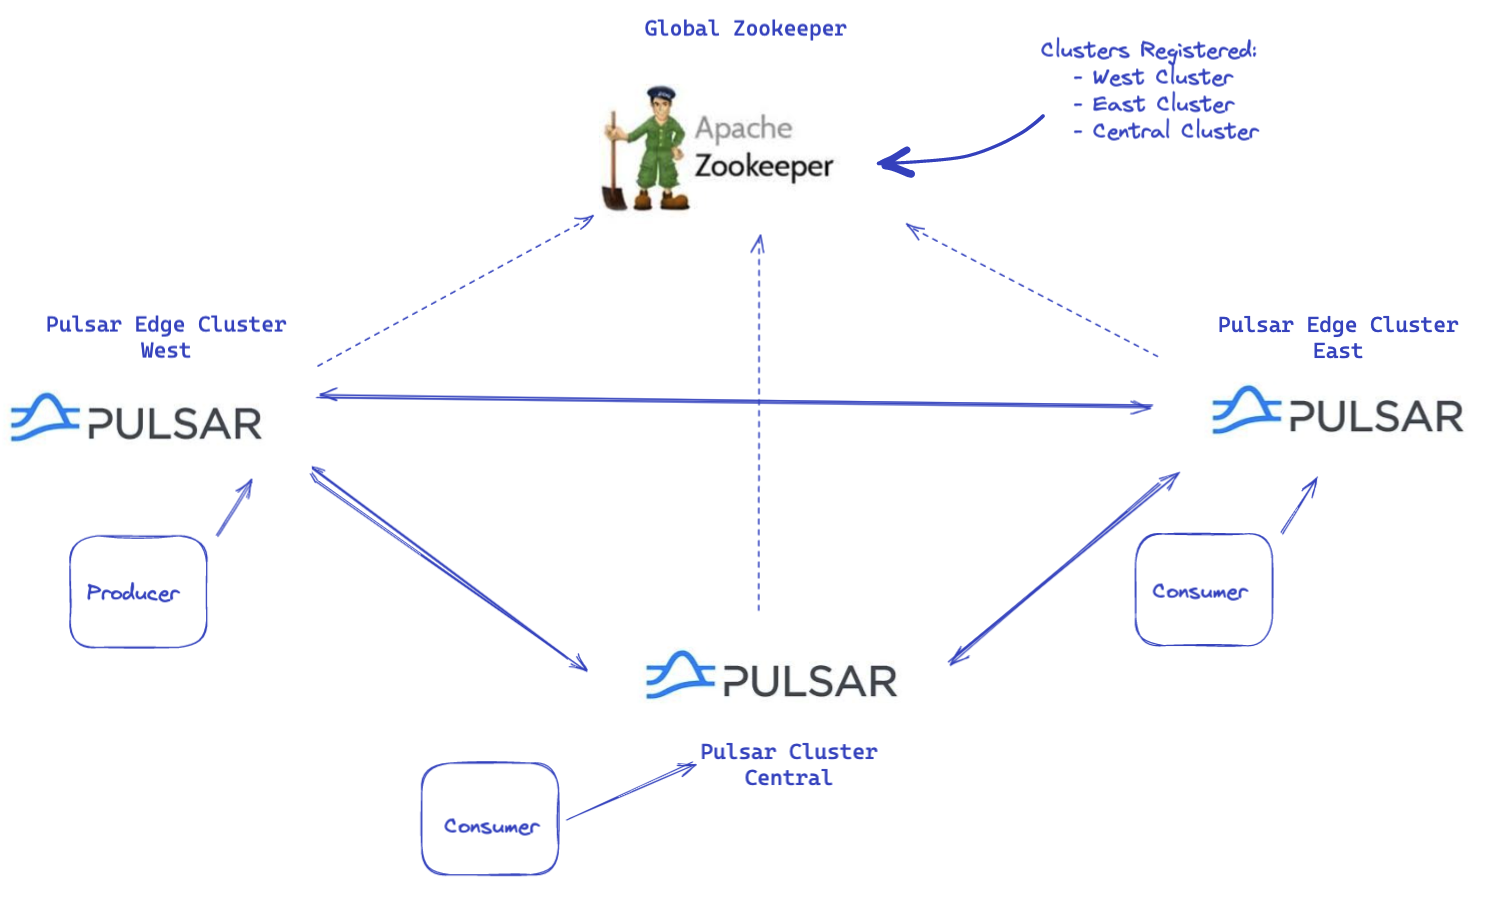 Global Zookeeper
Clusters Registered:
- West Cluster
- East Cluster
- Central Cluster
Apache
Zookeeper
Pulsar Edge Cluster
West
PULSAR
Pulsar Edge Cluster
East
PULSAR
Producer
Consumer
PULSAR
Pulsar Cluster
Central
Consumer